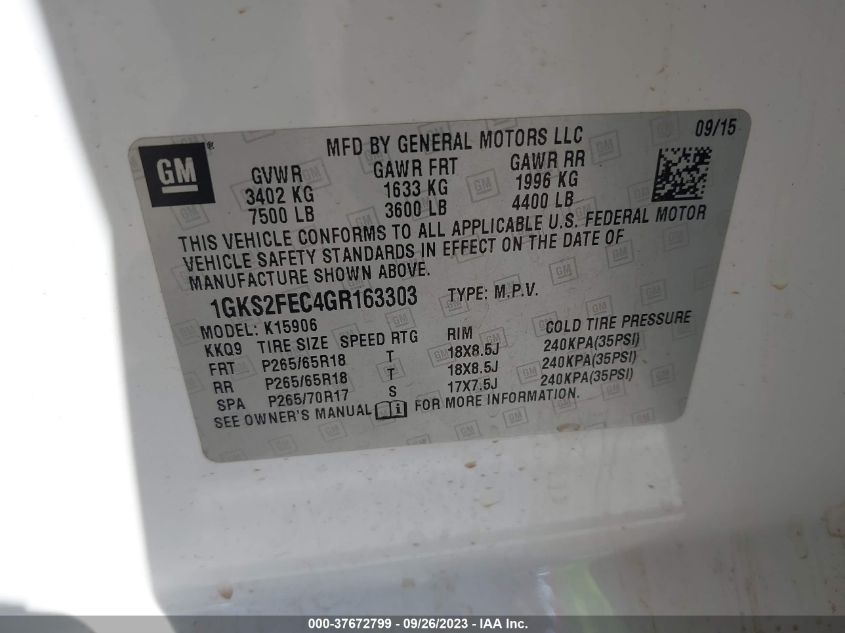 GM ®
MFD BY GENERAL MOTORS LLC 09/15
GVWR GAWR FRT GAWR RR
3402 KG 1633 KG 1996 KG
7500 LB 3600 LB 4400 LB
THIS VEHICLE CONFORMS TO ALL APPLICABLE U.S. FEDERAL MOTOR
VEHICLE SAFETY STANDARDS IN EFFECT ON THE DATE OF
MANUFACTURE SHOWN ABOVE.
1GKS2FEC4GR163303 TYPE: M.P.V.
MODEL: K15906
KKQ9 TIRE SIZE SPEED RTG RIM COLD TIRE PRESSURE
FRT P265/65R18 T 18X8.5J 240KPA(35PSI)
RR P265/65R18 T 18X8.5J 240KPA(35PSI)
SPA P265/70R17 S 17X7.5J 240KPA(35PSI)
SEE OWNER'S MANUAL FOR MORE INFORMATION.
000-37672799 - 09/26/2023 - IAA Inc.